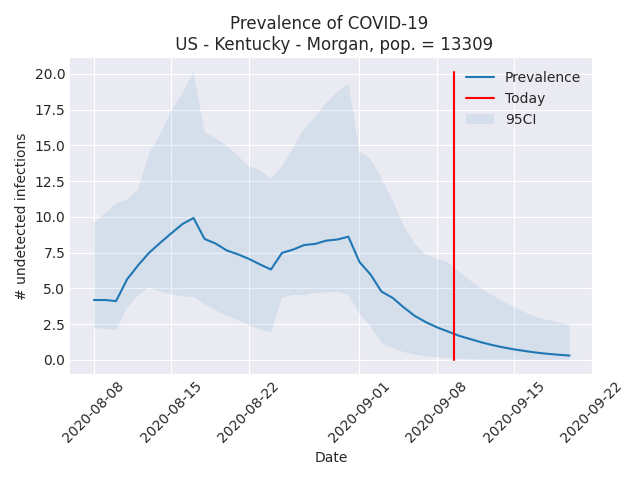 Prevalence of COVID-19
US - Kentucky - Morgan, pop. = 13309
20.0
17.5
15.0
12.5
10.0
7.5
5.0
2.5
0.0
# undetected infections
Prevalence
Today
95CI
2020-08-08
2020-08-15
2020-08-22
2020-09-01
2020-09-08
2020-09-15
2020-09-22
Date